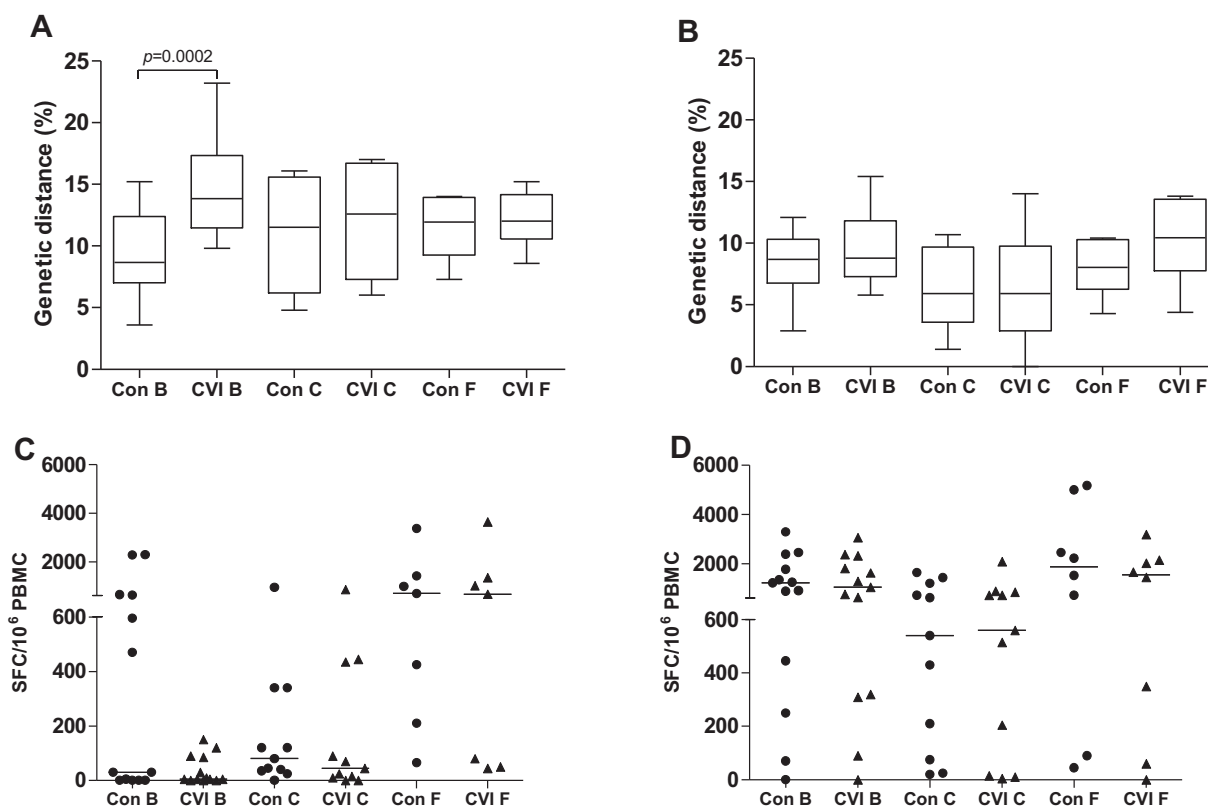 A
p=0.0002
Genetic distance (%)
25
20
15
10
5
0
Con B CVI B Con C CVI C Con F CVI F
B
Genetic distance (%)
25
20
15
10
5
0
Con B CVI B Con C CVI C Con F CVI F
C
SFC/10⁶ PBMC
6000
4000
2000
600
400
200
0
Con B CVI B Con C CVI C Con F CVI F
D
SFC/10⁶ PBMC
6000
4000
2000
600
400
200
0
Con B CVI B Con C CVI C Con F CVI F